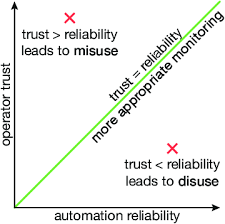 trust > reliability
leads to misuse
trust = reliability
more appropriate monitoring
trust < reliability
leads to disuse
operator trust
automation reliability